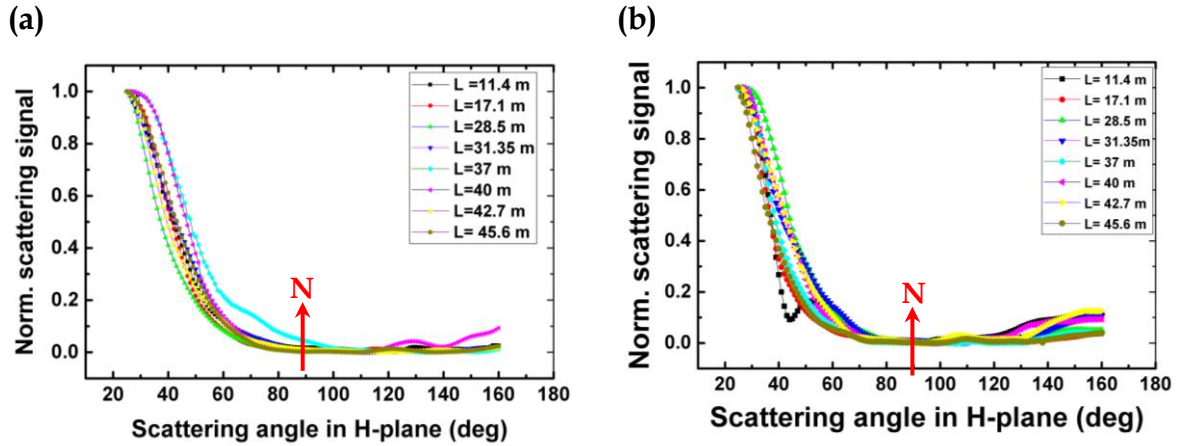 (a)
Norm. scattering signal
1.0
0.8
0.6
0.4
0.2
0.0
L =11.4 m
L=17.1 m
L=28.5 m
L=31.35 m
L=37 m
L=40 m
L=42.7 m
L= 45.6 m
N
20 40 60 80 100 120 140 160 180
Scattering angle in H-plane (deg)
(b)
Norm. scattering signal
1.0
0.8
0.6
0.4
0.2
0.0
L= 11.4 m
L= 17.1 m
L= 28.5 m
L= 31.35m
L= 37 m
L= 40 m
L= 42.7 m
L= 45.6 m
N
20 40 60 80 100 120 140 160 180
Scattering angle in H-plane (deg)